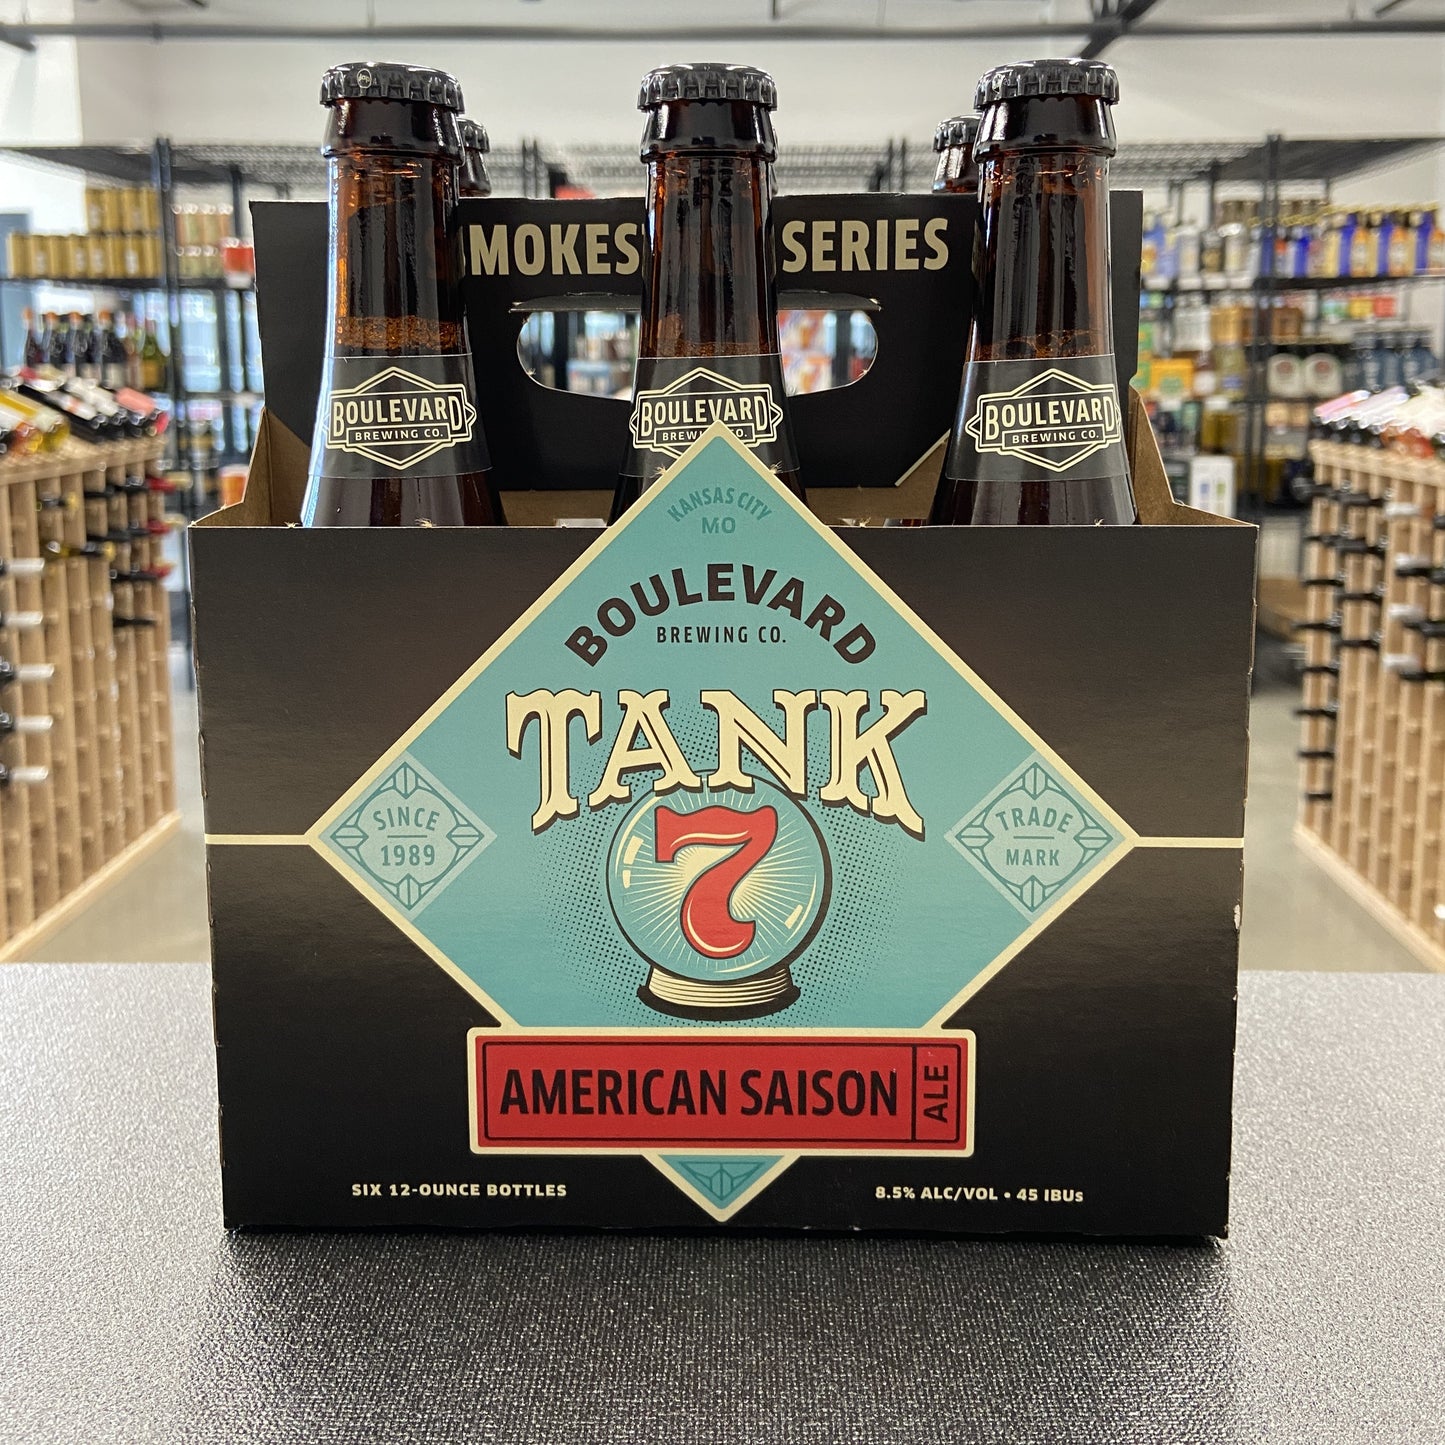 SERIES
BOULEVARD
BREWING CO.
BOULEVARD
BREWING CO.
BOULEVARD
BREWING CO.
KANSAS CITY
MO
BOULEVARD
BREWING CO.
TANK
7
SINCE
1989
TRADE
MARK
AMERICAN SAISON
ALE
SIX 12-OUNCE BOTTLES
8.5% ALC/VOL • 45 IBUs